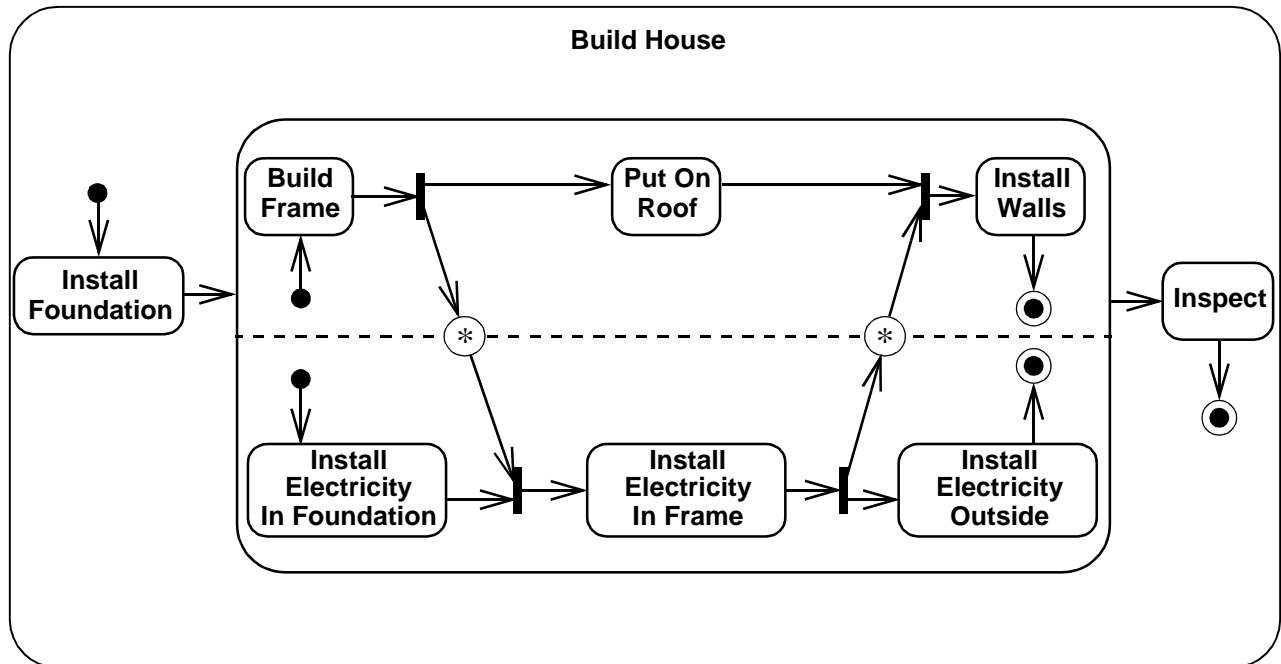 Build House
Build
Frame
Put On
Roof
Install
Walls
Install
Foundation
Inspect
*
*
Install
Electricity
In Foundation
Install
Electricity
In Frame
Install
Electricity
Outside